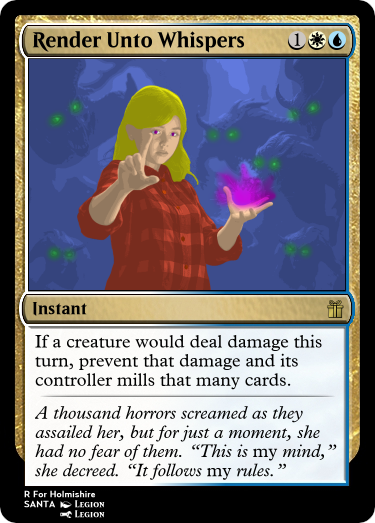 Render Unto Whispers 1
Instant
If a creature would deal damage this
turn, prevent that damage and its
controller mills that many cards.
A thousand horrors screamed as they
assailed her, but for just a moment, she
had no fear of them. “This is my mind,”
she decreed. “It follows my rules.”
R For Holmishire
SANTA Legion
Legion